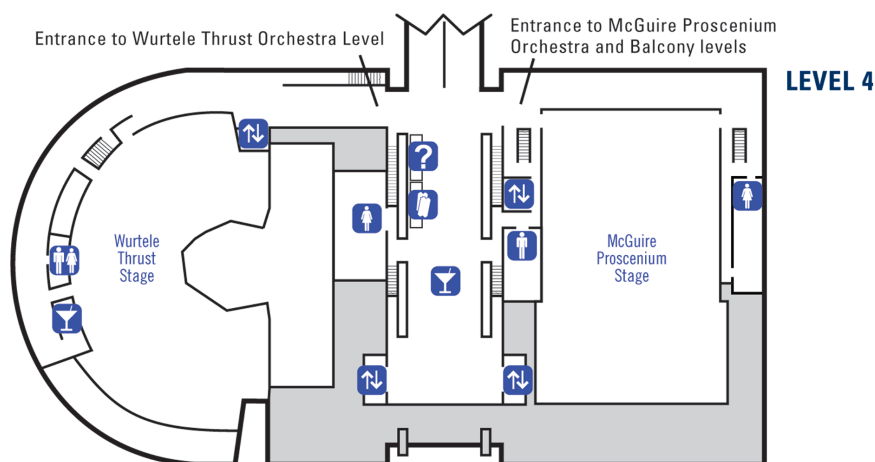 Entrance to Wurtele Thrust Orchestra Level
Entrance to McGuire Proscenium
Orchestra and Balcony levels
LEVEL 4
?
Wurtele
Thrust
Stage
McGuire
Proscenium
Stage